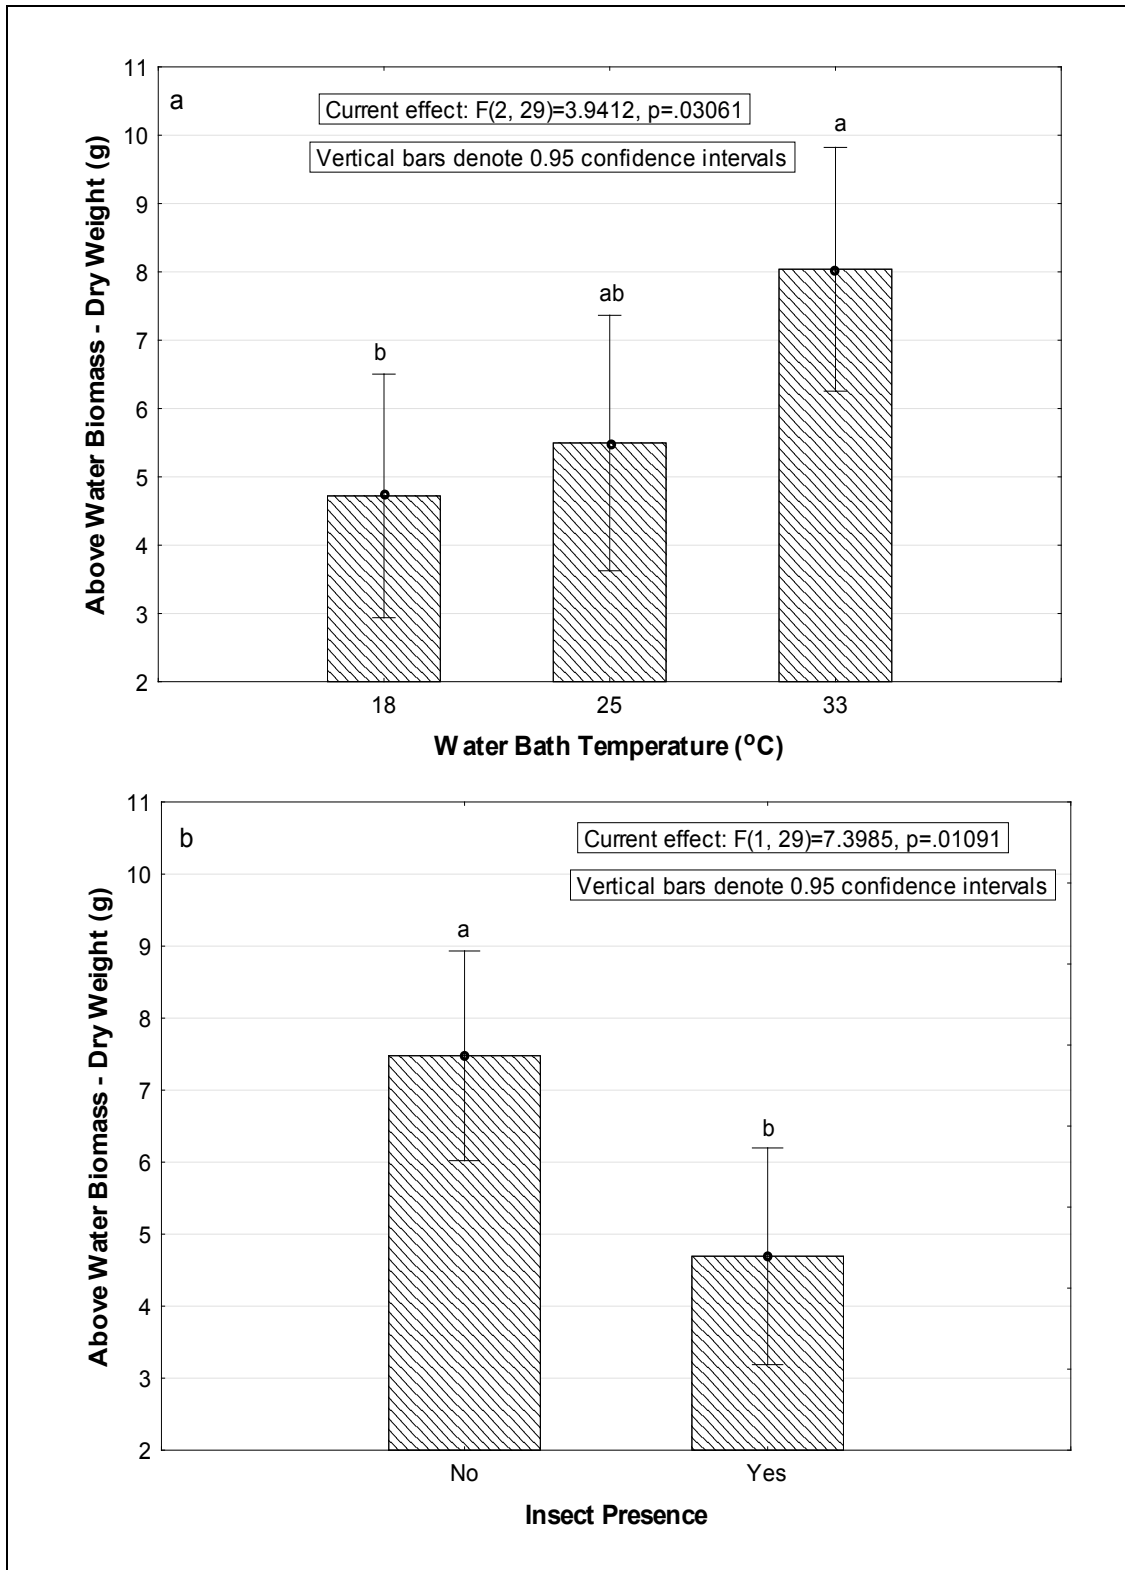 a
Current effect: F(2, 29)=3.9412, p=.03061
Vertical bars denote 0.95 confidence intervals
Above Water Biomass - Dry Weight (g)
11
10
9
8
7
6
5
4
3
2
b
ab
a
18 25 33
Water Bath Temperature (°C)
b
Current effect: F(1, 29)=7.3985, p=.01091
Vertical bars denote 0.95 confidence intervals
Above Water Biomass - Dry Weight (g)
11
10
9
8
7
6
5
4
3
2
a
b
No Yes
Insect Presence